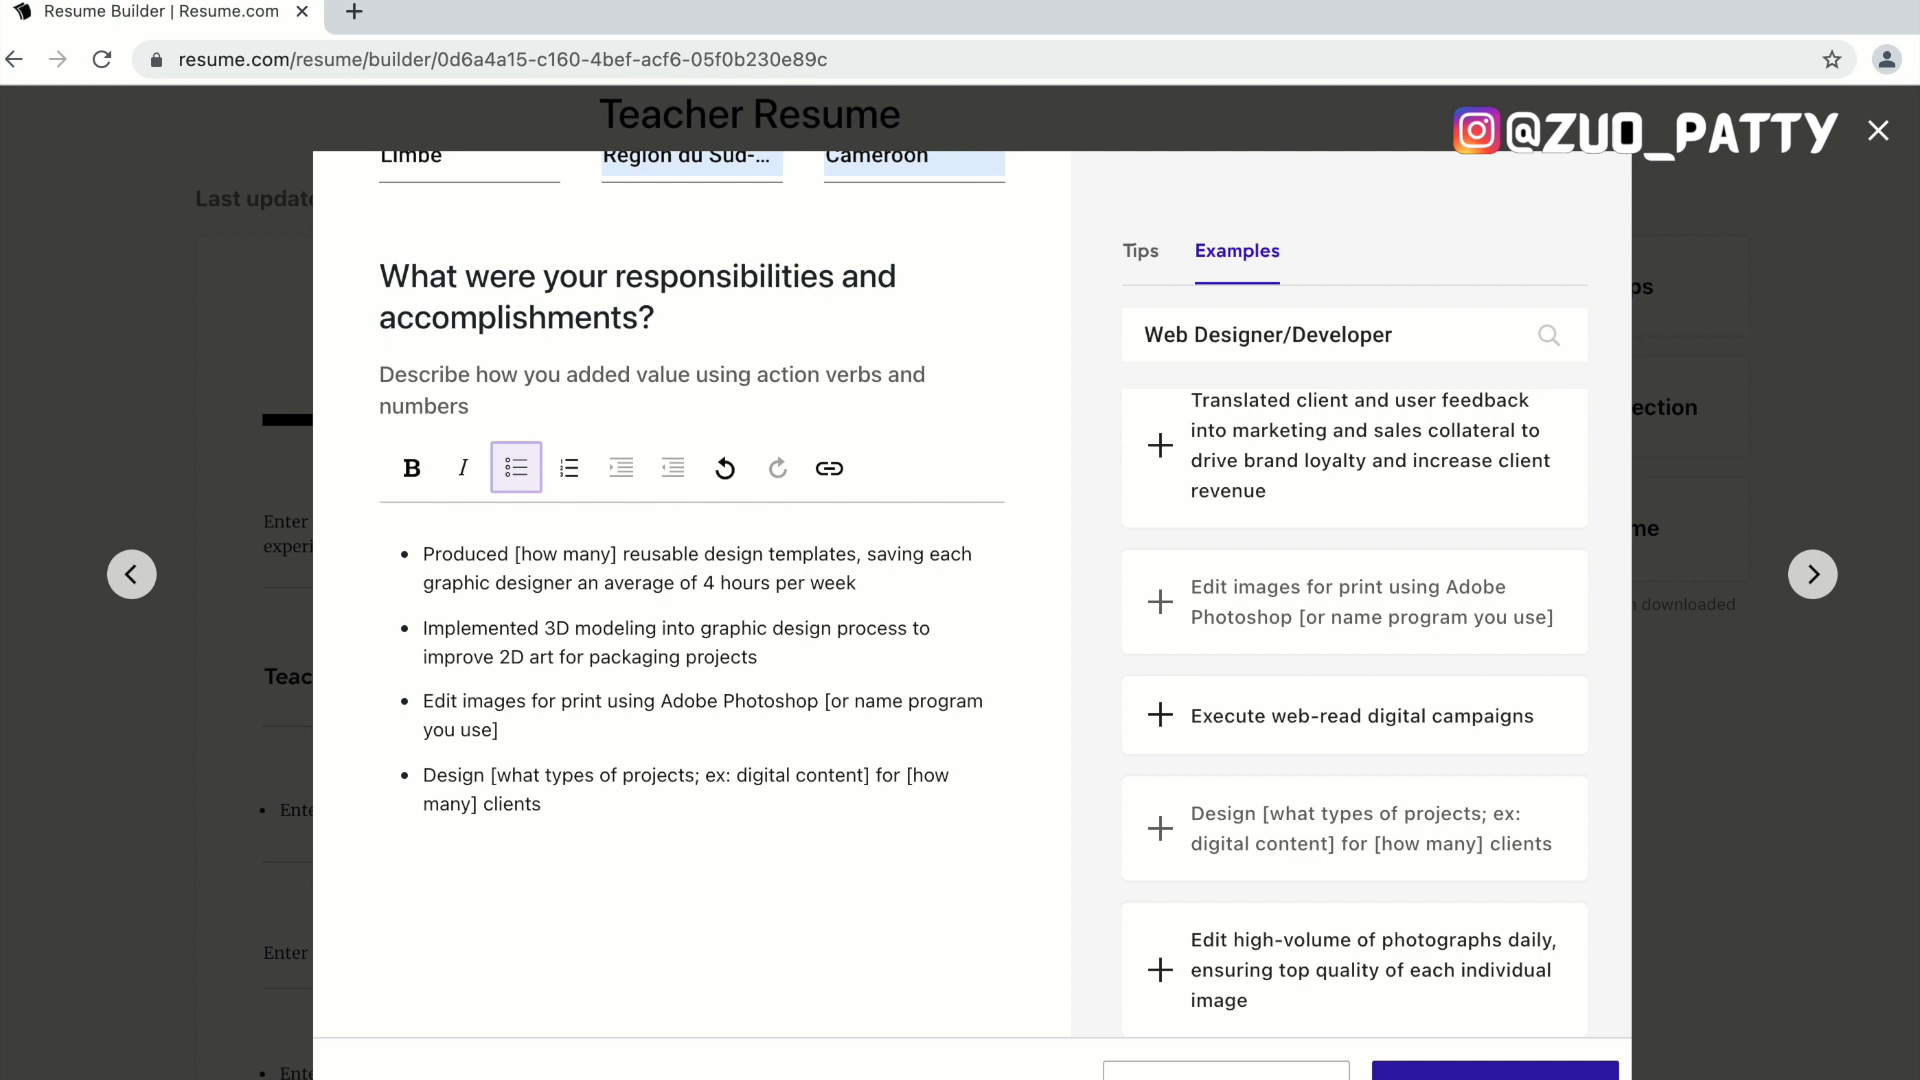 Resume Builder | Resume.com
resume.com/resume/builder/0d6a4a15-c160-4bef-acf6-05f0b230e89c
Teacher Resume
@ZUO_PATTY
Limbe
Région du Sud-...
Cameroon
Last update
Tips
Examples
What were your responsibilities and
accomplishments?
Web Designer/Developer
Describe how you added value using action verbs and
numbers
B
I
Translated client and user feedback
into marketing and sales collateral to
drive brand loyalty and increase client
revenue
ection
me
Enter
experi
• Produced [how many] reusable design templates, saving each
graphic designer an average of 4 hours per week
• Implemented 3D modeling into graphic design process to
improve 2D art for packaging projects
• Edit images for print using Adobe Photoshop [or name program
you use]
• Design [what types of projects; ex: digital content] for [how
many] clients
Edit images for print using Adobe
Photoshop [or name program you use]
downloaded
Teac
Execute web-read digital campaigns
• Ente
Design [what types of projects; ex:
digital content] for [how many] clients
Enter
Edit high-volume of photographs daily,
ensuring top quality of each individual
image
• Ente